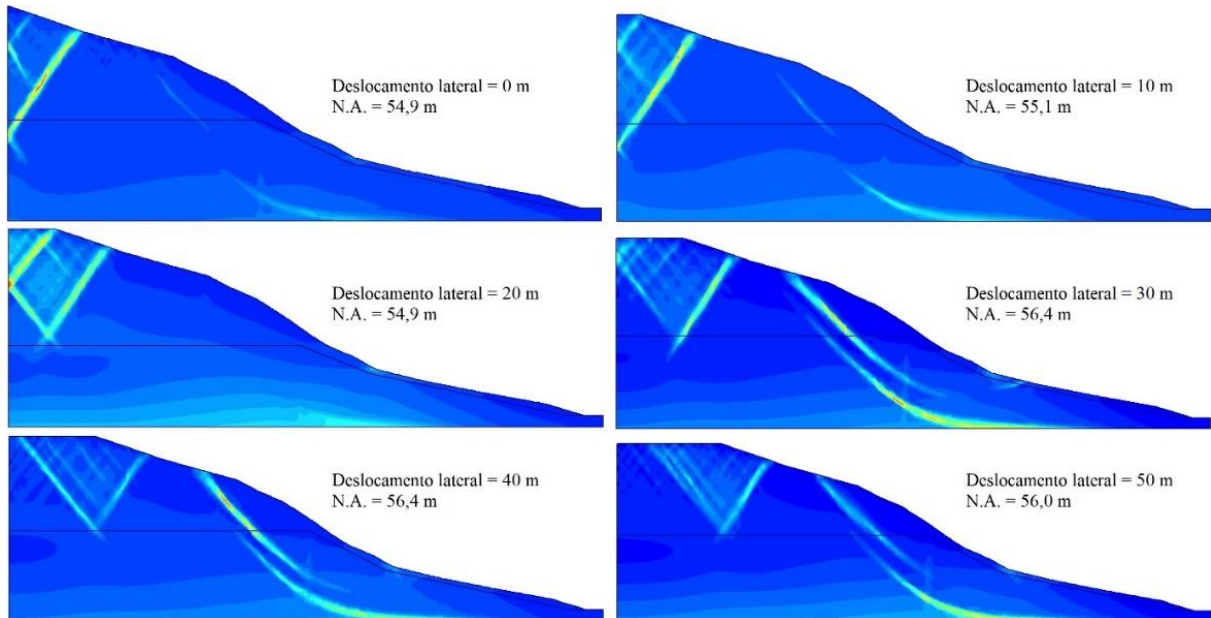 Deslocamento lateral = 0 m
N.A. = 54,9 m
Deslocamento lateral = 10 m
N.A. = 55,1 m
Deslocamento lateral = 20 m
N.A. = 54,9 m
Deslocamento lateral = 30 m
N.A. = 56,4 m
Deslocamento lateral = 40 m
N.A. = 56,4 m
Deslocamento lateral = 50 m
N.A. = 56,0 m